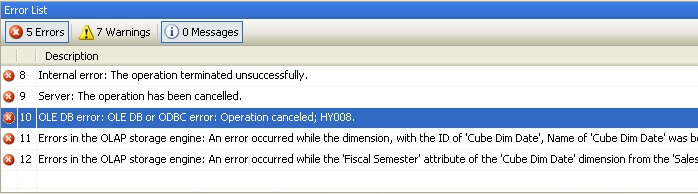 Error List
5 Errors 7 Warnings 0 Messages
Description
8 Internal error: The operation terminated unsuccessfully.
9 Server: The operation has been cancelled.
10 OLE DB error: OLE DB or ODBC error: Operation canceled; HY008.
11 Errors in the OLAP storage engine: An error occurred while the dimension, with the ID of 'Cube Dim Date', Name of 'Cube Dim Date' was be
12 Errors in the OLAP storage engine: An error occurred while the 'Fiscal Semester' attribute of the 'Cube Dim Date' dimension from the 'Sales